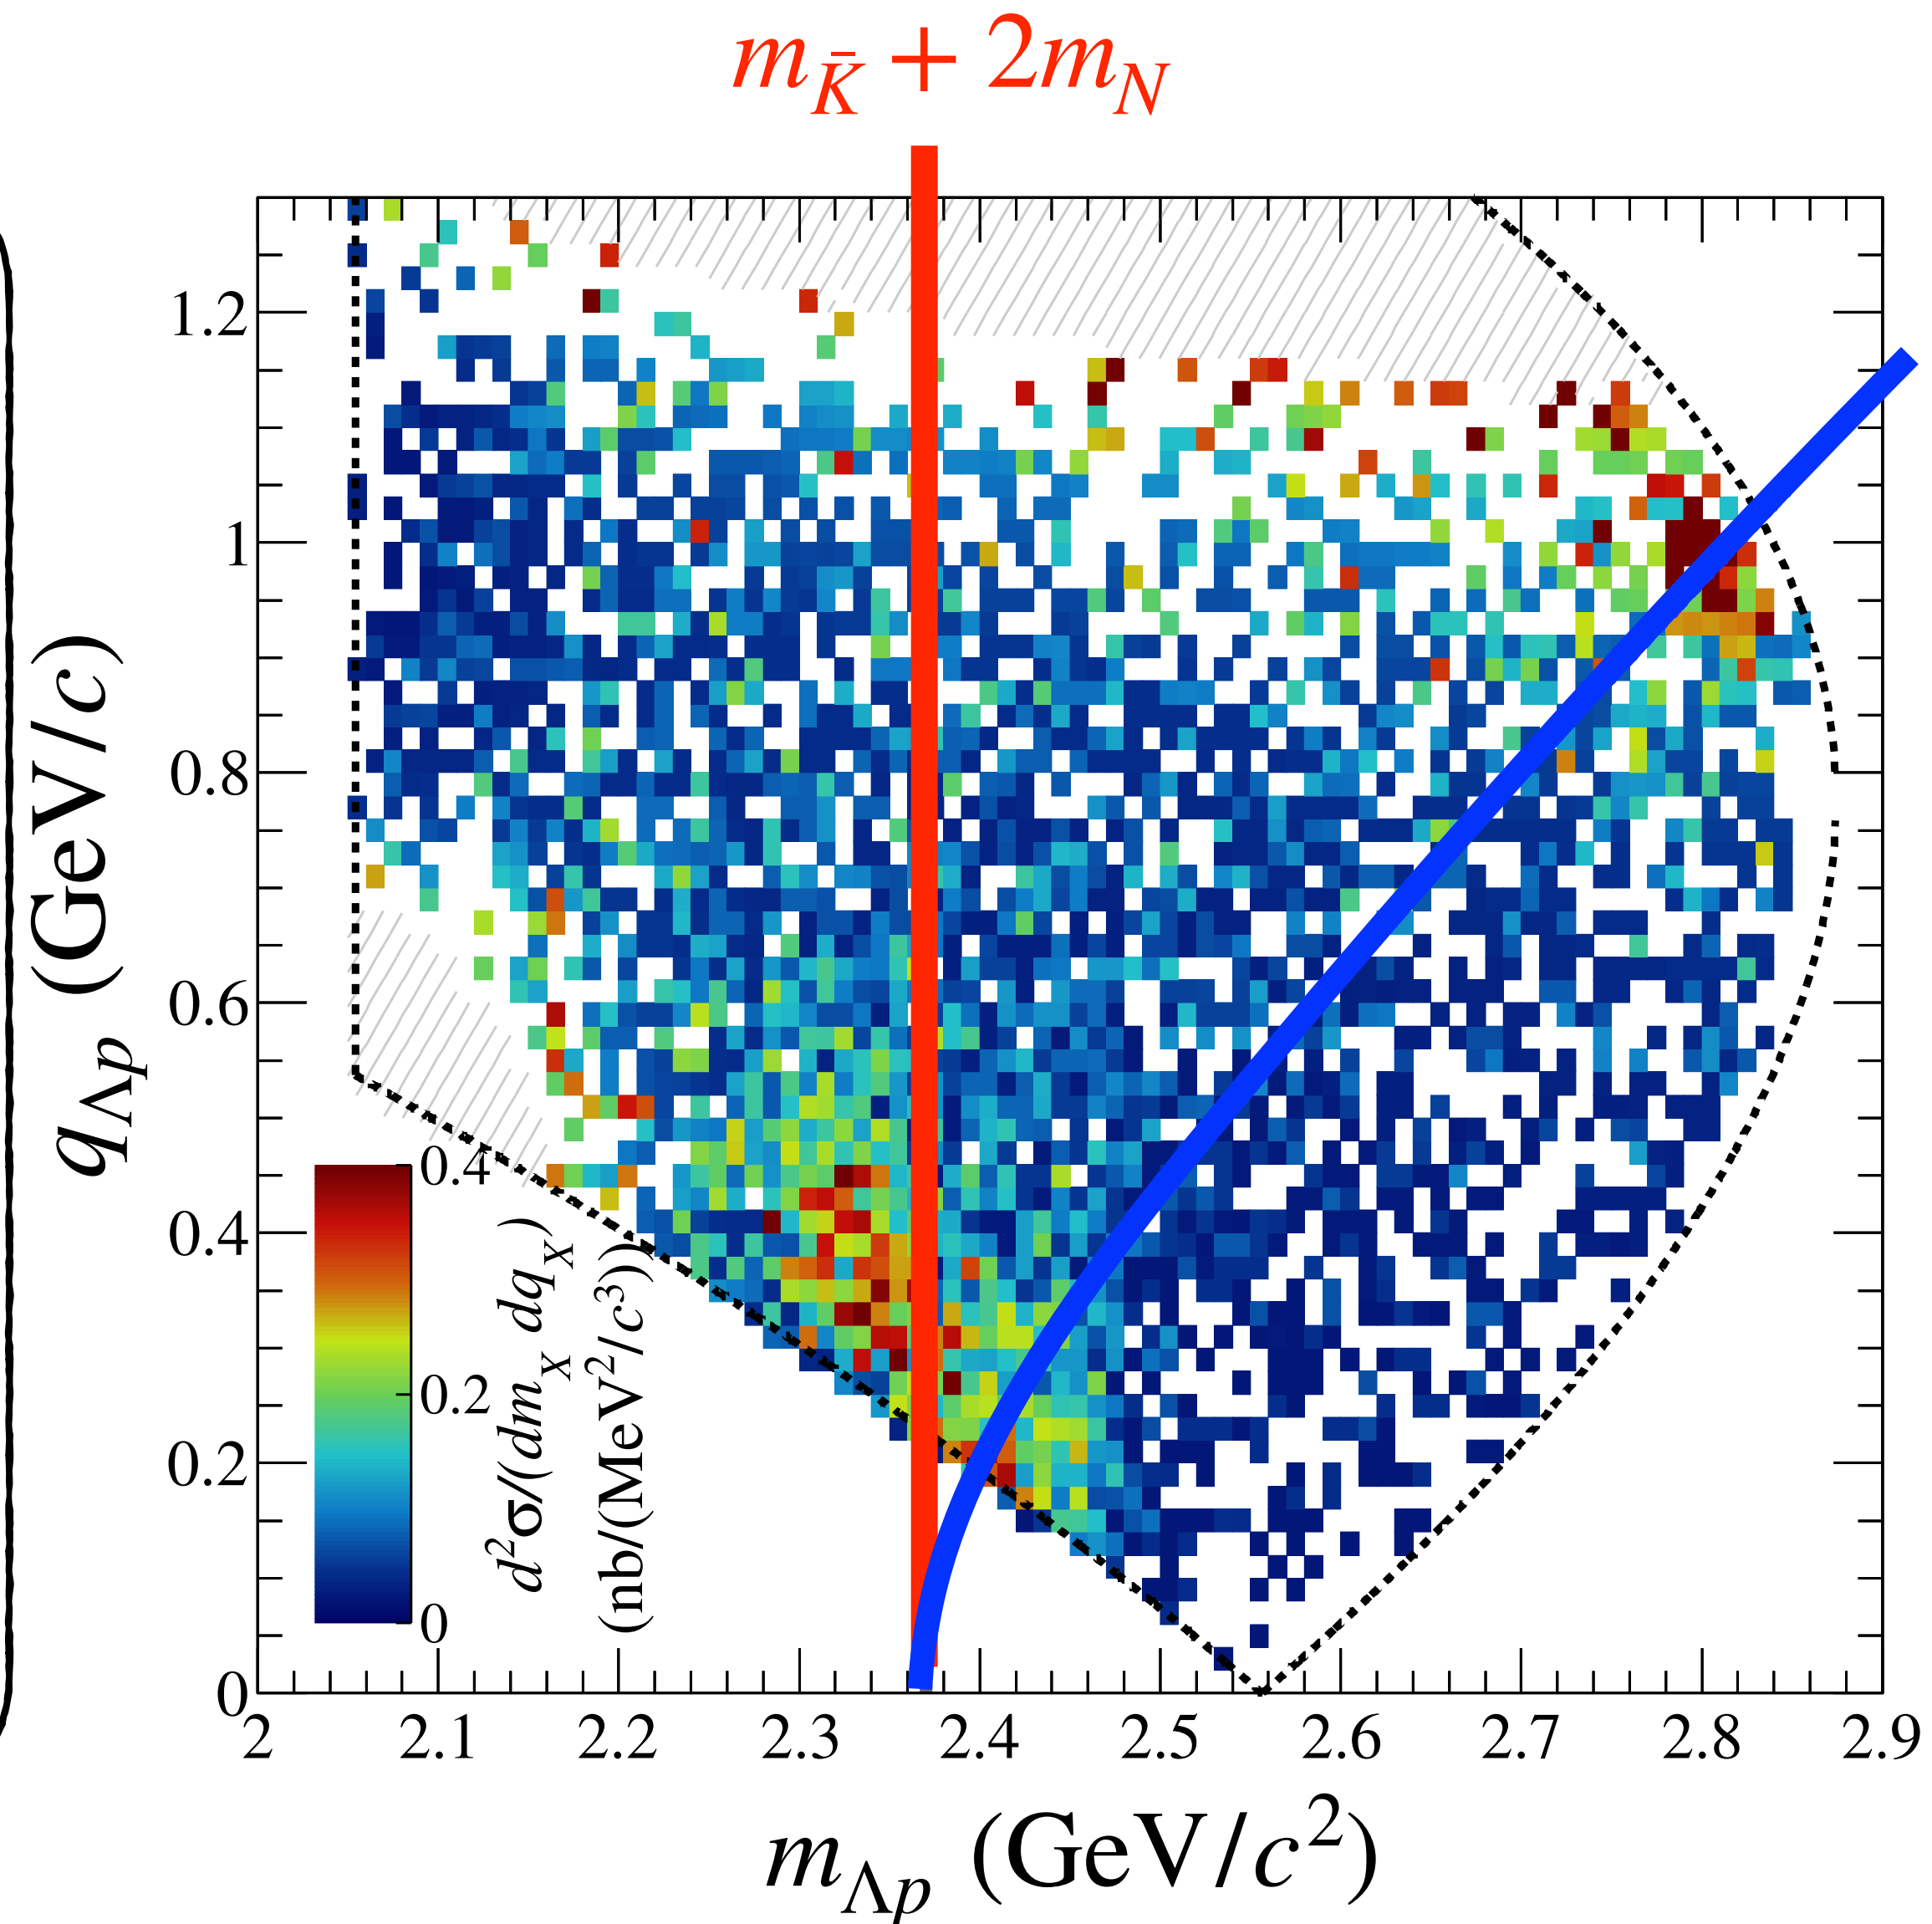 m_K̄ + 2m_N
q_Λp (GeV/c)
1.2
1
0.8
0.6
0.4
0.2
0
0.4
0.2
0
d²σ/(dm_X dq_X)
(nb/(MeV²/c³))
2 2.1 2.2 2.3 2.4 2.5 2.6 2.7 2.8 2.9
m_Λp (GeV/c²)